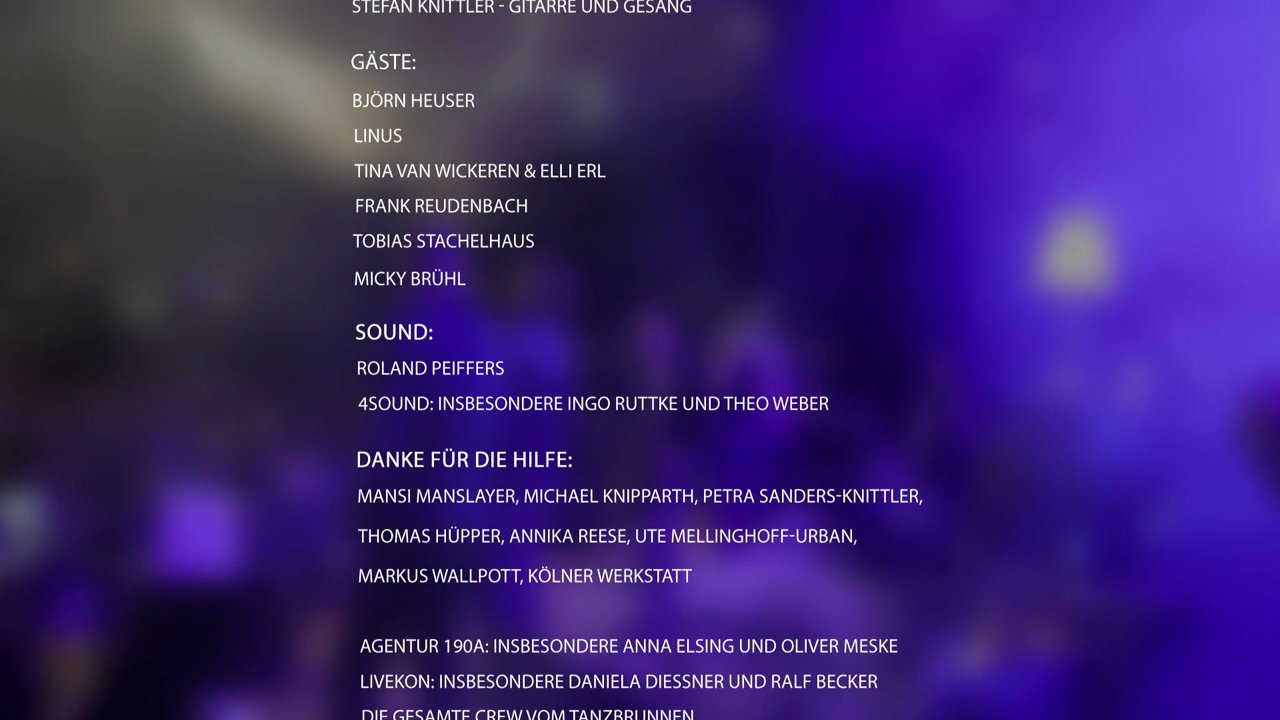 STEFAN KNITTLER - GITARRE UND GESANG
GÄSTE:
BJÖRN HEUSER
LINUS
TINA VAN WICKEREN & ELLI ERL
FRANK REUDENBACH
TOBIAS STACHELHAUS
MICKY BRÜHL
SOUND:
ROLAND PEIFFERS
4SOUND: INSBESONDERE INGO RUTTKE UND THEO WEBER
DANKE FÜR DIE HILFE:
MANSI MANSLAYER, MICHAEL KNIPPARTH, PETRA SANDERS-KNITTLER,
THOMAS HÜPPER, ANNIKA REESE, UTE MELLINGHOFF-URBAN,
MARKUS WALLPOTT, KÖLNER WERKSTATT
AGENTUR 190A: INSBESONDERE ANNA ELSING UND OLIVER MESKE
LIVEKON: INSBESONDERE DANIELA DIESSNER UND RALF BECKER
DIE GESAMTE CREW VOM TANZBRUNNEN